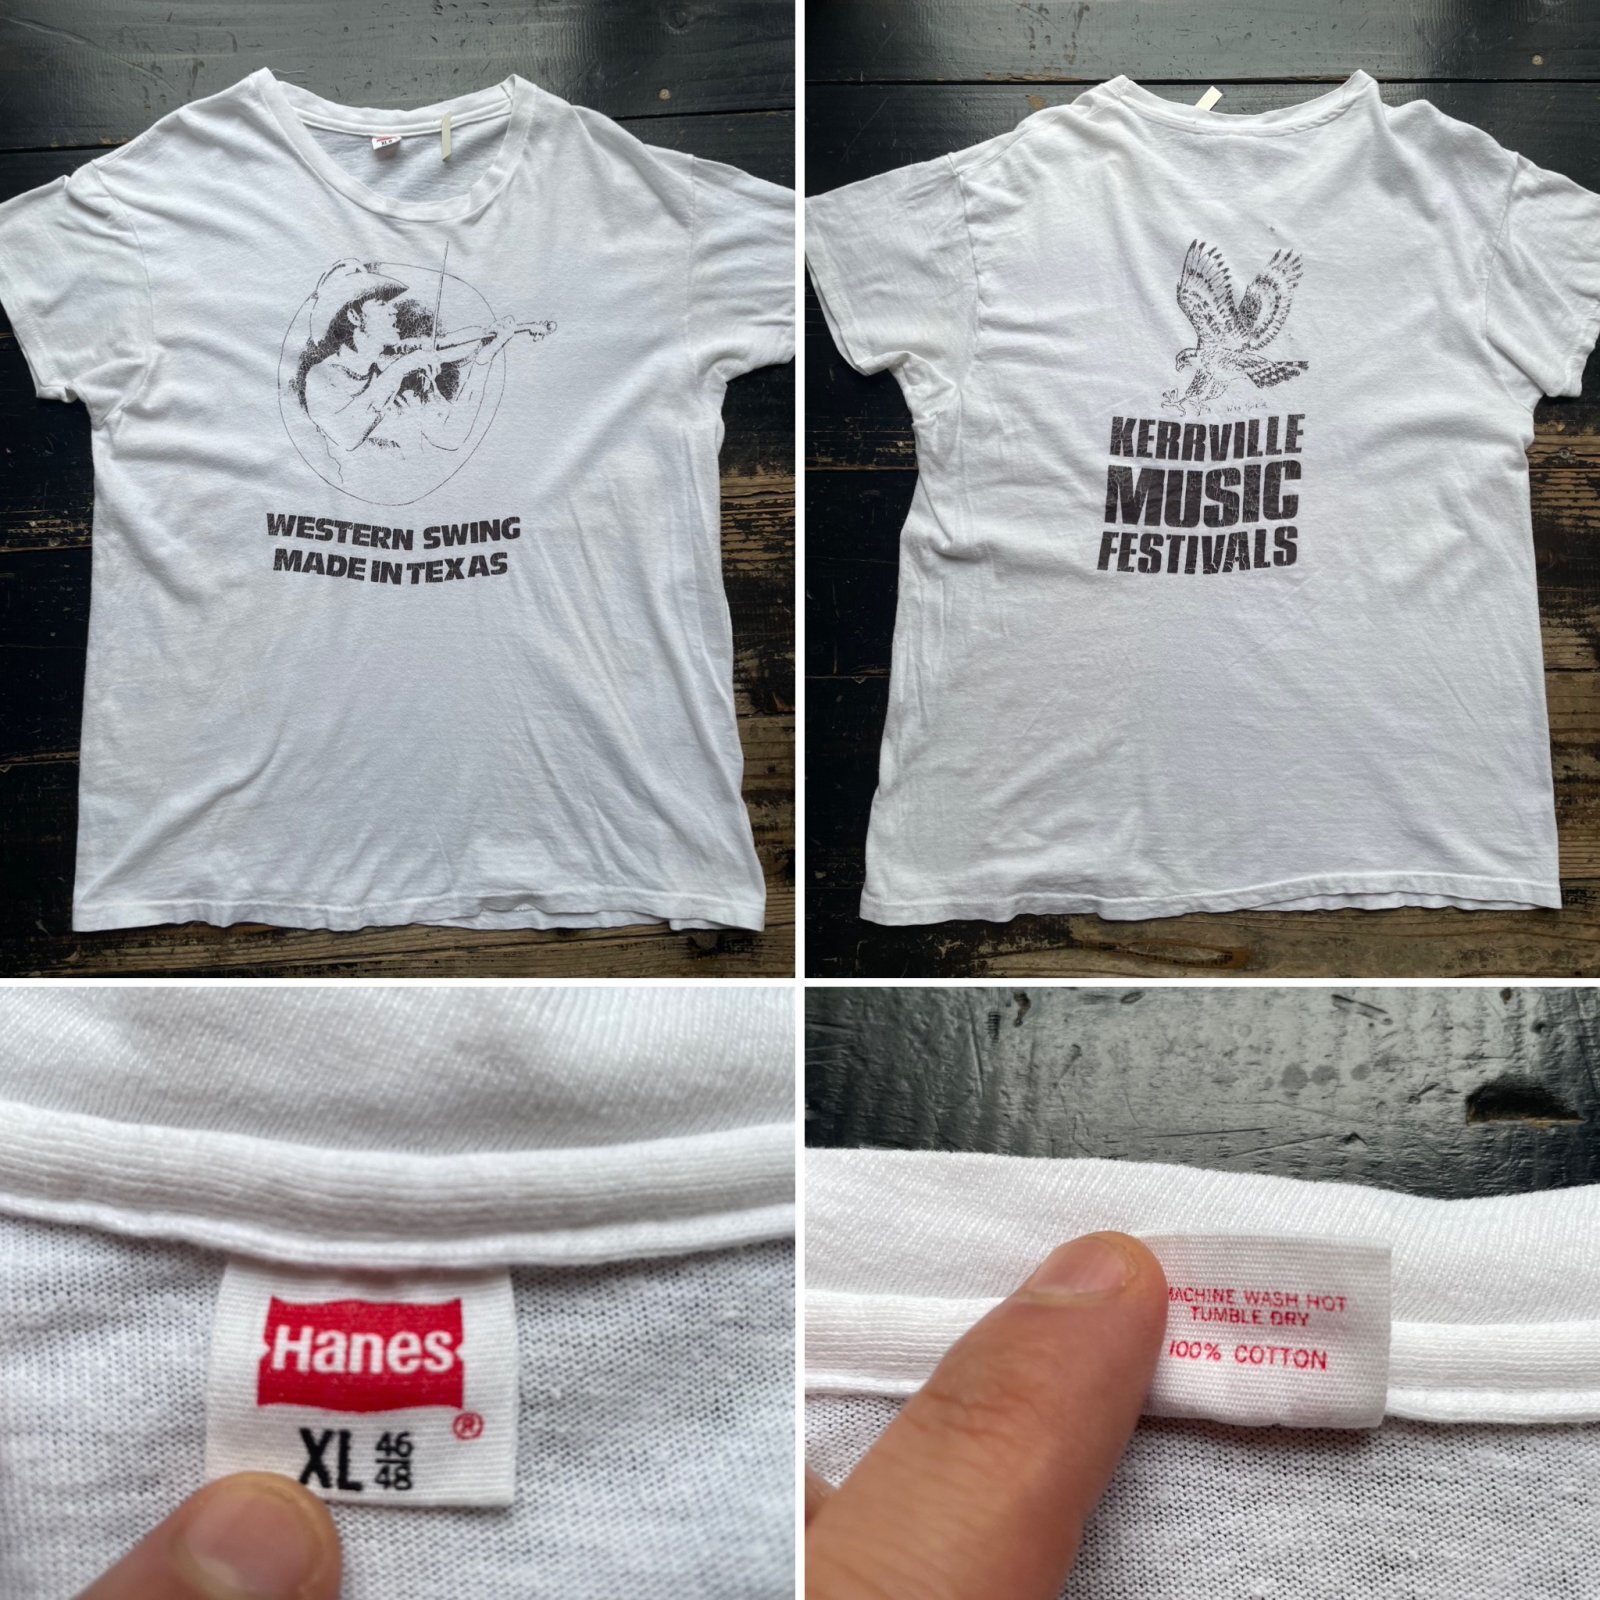 WESTERN SWING
MADE IN TEXAS
KERRVILLE
MUSIC
FESTIVALS
Hanes
®
XL 46
48
MACHINE WASH HOT
TUMBLE DRY
100% COTTON